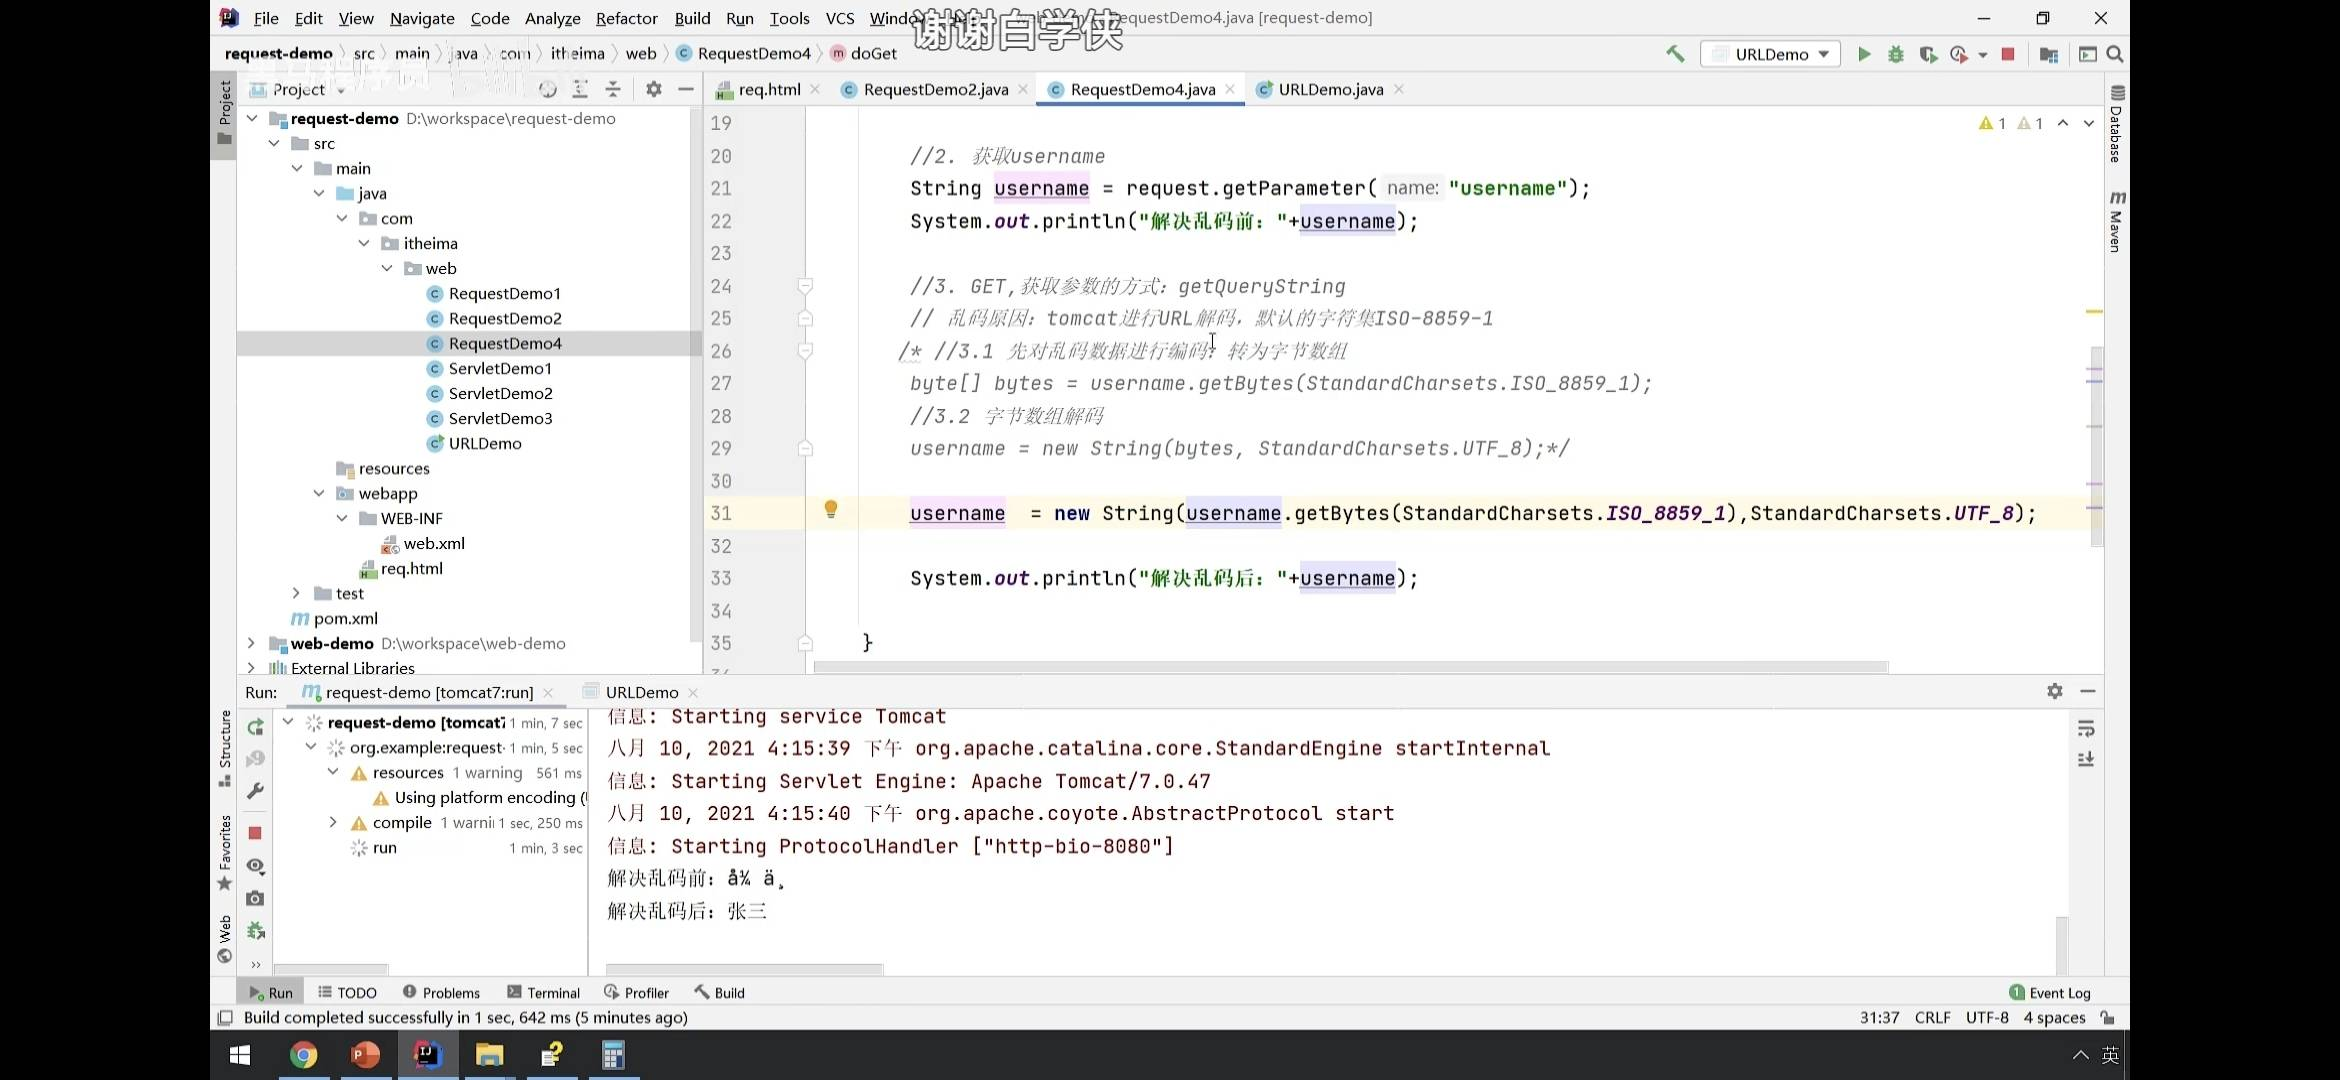 File Edit View Navigate Code Analyze Refactor Build Run Tools VCS Window
谢谢白学侠
RequestDemo4.java [request-demo]
request-demo src main java com itheima web RequestDemo4 doGet
URLDemo
Project
req.html RequestDemo2.java RequestDemo4.java URLDemo.java
Project
request-demo D:\workspace\request-demo
src
main
java
com
itheima
web
RequestDemo1
RequestDemo2
RequestDemo4
ServletDemo1
ServletDemo2
ServletDemo3
URLDemo
resources
webapp
WEB-INF
web.xml
req.html
test
pom.xml
web-demo D:\workspace\web-demo
External Libraries
1 1
Database
Maven
19
20 //2. 获取username
21 String username = request.getParameter( name: "username");
22 System.out.println("解决乱码前："+username);
23
24 //3. GET,获取参数的方式：getQueryString
25 // 乱码原因：tomcat进行URL解码，默认的字符集ISO-8859-1
26 /* //3.1 先对乱码数据进行编码：转为字节数组
27 byte[] bytes = username.getBytes(StandardCharsets.ISO_8859_1);
28 //3.2 字节数组解码
29 username = new String(bytes, StandardCharsets.UTF_8);*/
30
31 username = new String(username.getBytes(StandardCharsets.ISO_8859_1),StandardCharsets.UTF_8);
32
33 System.out.println("解决乱码后："+username);
34
35 }
Run: request-demo [tomcat7:run] URLDemo
Structure
Favorites
Web
request-demo [tomcat7 1 min, 7 sec
org.example:request- 1 min, 5 sec
resources 1 warning 561 ms
Using platform encoding (
compile 1 warni 1 sec, 250 ms
run 1 min, 3 sec
信息: Starting service Tomcat
八月 10, 2021 4:15:39 下午 org.apache.catalina.core.StandardEngine startInternal
信息: Starting Servlet Engine: Apache Tomcat/7.0.47
八月 10, 2021 4:15:40 下午 org.apache.coyote.AbstractProtocol start
信息: Starting ProtocolHandler ["http-bio-8080"]
解决乱码前：å¼ ä¸
解决乱码后：张三
Run TODO Problems Terminal Profiler Build
1 Event Log
Build completed successfully in 1 sec, 642 ms (5 minutes ago)
31:37 CRLF UTF-8 4 spaces
英